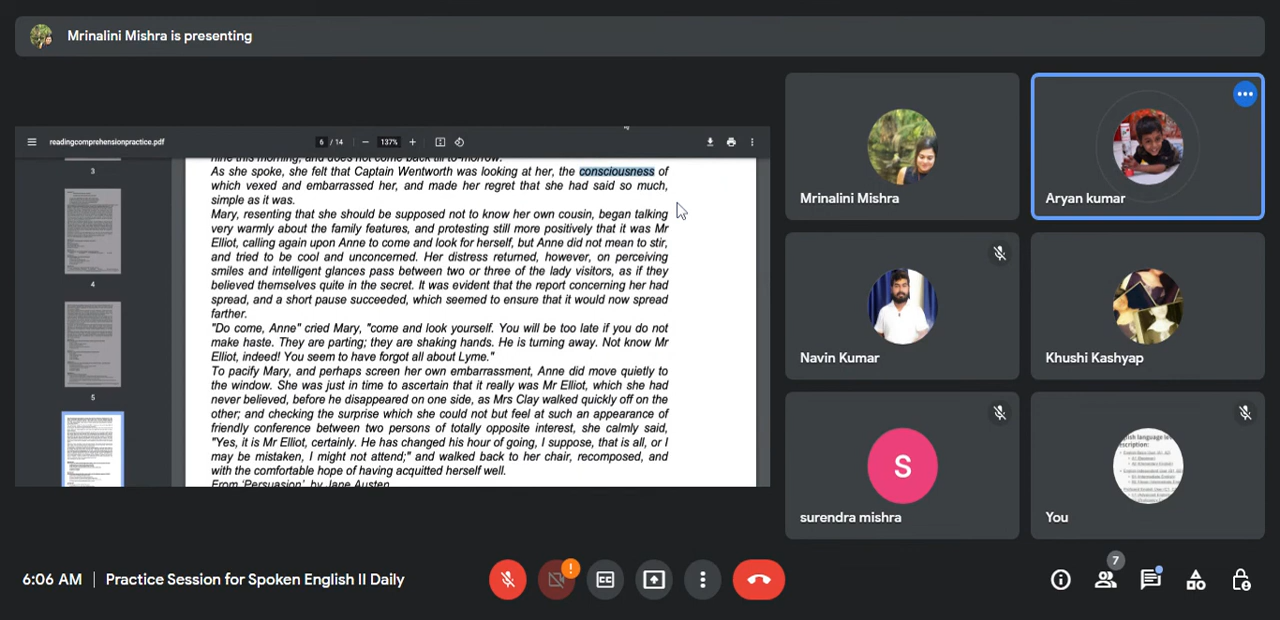 Mrinalini Mishra is presenting
readingcomprehensionpractice.pdf
6 / 14
137%
3
4
5
nine this morning, and does not come back till to-morrow.
As she spoke, she felt that Captain Wentworth was looking at her, the consciousness of
which vexed and embarrassed her, and made her regret that she had said so much,
simple as it was.
Mary, resenting that she should be supposed not to know her own cousin, began talking
very warmly about the family features, and protesting still more positively that it was Mr
Elliot, calling again upon Anne to come and look for herself, but Anne did not mean to stir,
and tried to be cool and unconcerned. Her distress returned, however, on perceiving
smiles and intelligent glances pass between two or three of the lady visitors, as if they
believed themselves quite in the secret. It was evident that the report concerning her had
spread, and a short pause succeeded, which seemed to ensure that it would now spread
farther.
"Do come, Anne" cried Mary, "come and look yourself. You will be too late if you do not
make haste. They are parting; they are shaking hands. He is turning away. Not know Mr
Elliot, indeed! You seem to have forgot all about Lyme."
To pacify Mary, and perhaps screen her own embarrassment, Anne did move quietly to
the window. She was just in time to ascertain that it really was Mr Elliot, which she had
never believed, before he disappeared on one side, as Mrs Clay walked quickly off on the
other; and checking the surprise which she could not but feel at such an appearance of
friendly conference between two persons of totally opposite interest, she calmly said,
"Yes, it is Mr Elliot, certainly. He has changed his hour of going, I suppose, that is all, or I
may be mistaken, I might not attend;" and walked back to her chair, recomposed, and
with the comfortable hope of having acquitted herself well.
From 'Persuasion' by Jane Austen
Mrinalini Mishra
Aryan kumar
Navin Kumar
Khushi Kashyap
S
surendra mishra
You
6:06 AM | Practice Session for Spoken English II Daily
7